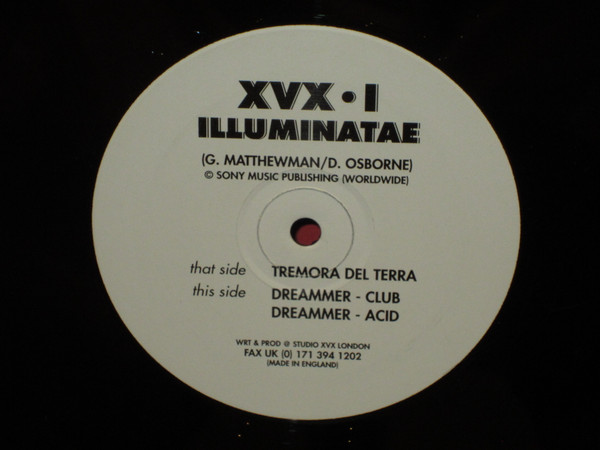 XVX • I
ILLUMINATAE
(G. MATTHEWMAN/D. OSBORNE)
© SONY MUSIC PUBLISHING (WORLDWIDE)
that side TREMORA DEL TERRA
this side DREAMMER - CLUB
DREAMMER - ACID
WRT & PROD @ STUDIO XVX LONDON
FAX UK (0) 171 394 1202
(MADE IN ENGLAND)